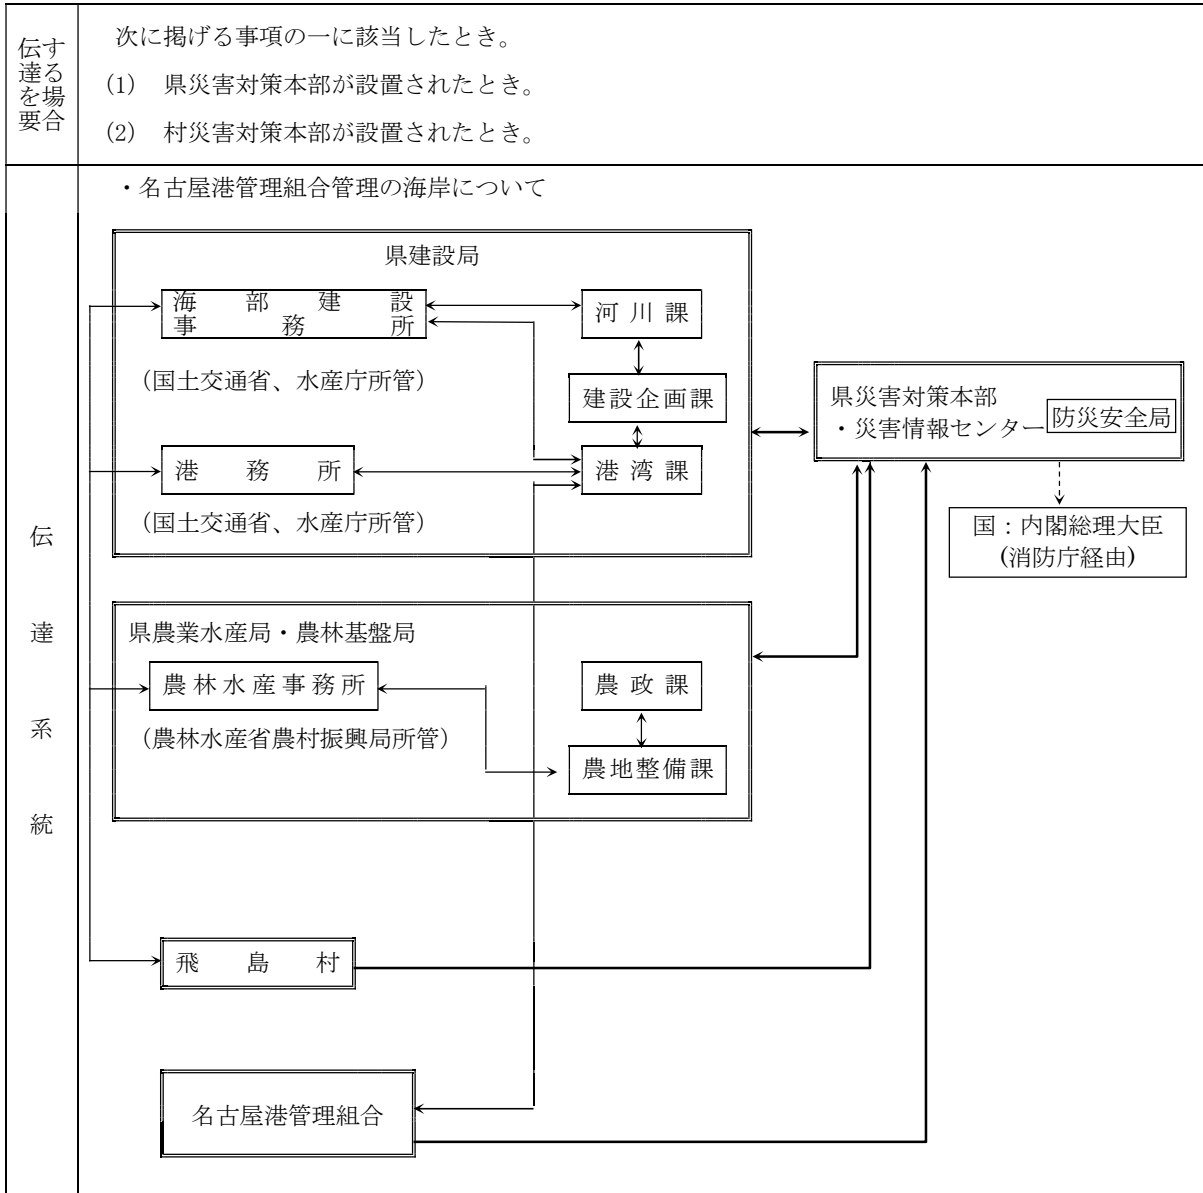 伝達を要
する場合
次に掲げる事項の一に該当したとき。
(1) 県災害対策本部が設置されたとき。
(2) 村災害対策本部が設置されたとき。
伝達系統
・名古屋港管理組合管理の海岸について
県建設局
海部建設
事務所
河川課
(国土交通省、水産庁所管)
建設企画課
港務所
港湾課
(国土交通省、水産庁所管)
県災害対策本部
・災害情報センター
防災安全局
国：内閣総理大臣
(消防庁経由)
県農業水産局・農林基盤局
農林水産事務所
農政課
(農林水産省農村振興局所管)
農地整備課
飛島村
名古屋港管理組合